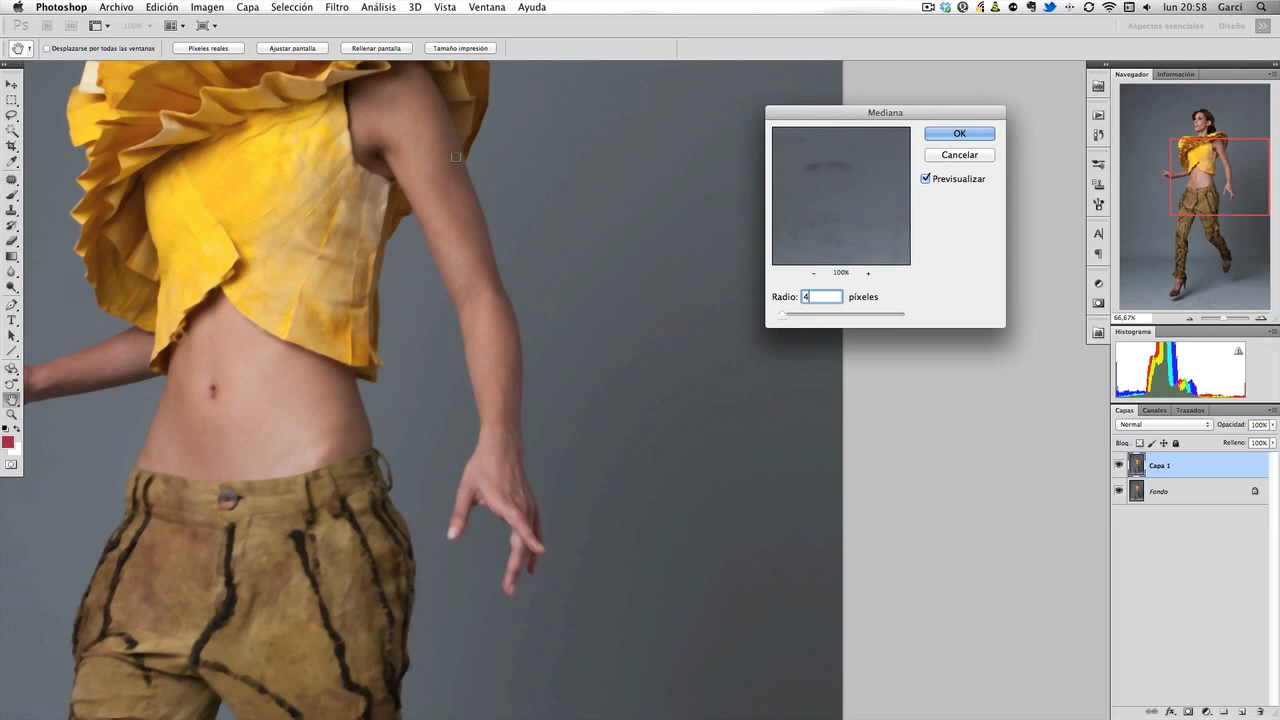 Photoshop Archivo Edición Imagen Capa Selección Filtro Análisis 3D Vista Ventana Ayuda lun 20:58 Garci
Ps 100% Aspectos esenciales Diseño
Desplazarse por todas las ventanas Píxeles reales Ajustar pantalla Rellenar pantalla Tamaño impresión
Navegador Información
Mediana
OK
Cancelar
Previsualizar
100%
Radio: 4 píxeles
66,67%
Histograma
Capas Canales Trazados
Normal Opacidad: 100%
Bloq.: Relleno: 100%
Capa 1
Fondo